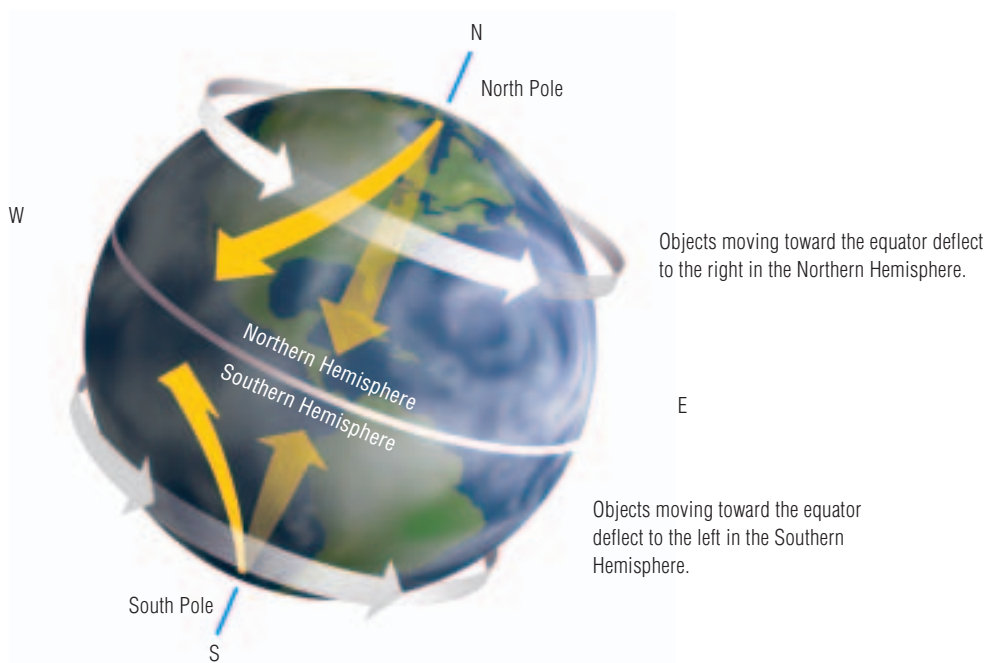 N
North Pole
W
Objects moving toward the equator deflect
to the right in the Northern Hemisphere.
Northern Hemisphere
Southern Hemisphere
E
Objects moving toward the equator
deflect to the left in the Southern
Hemisphere.
South Pole
S